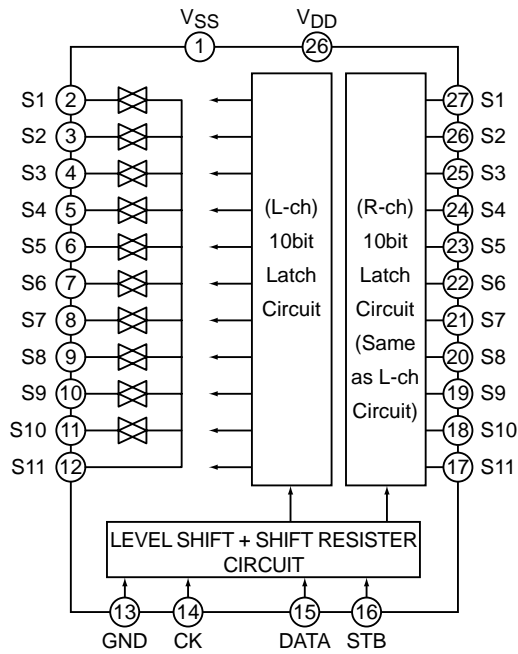 VSS VDD
1 26
S1 2 27 S1
S2 3 26 S2
S3 4 25 S3
S4 5 24 S4
S5 6 23 S5
S6 7 22 S6
S7 8 21 S7
S8 9 20 S8
S9 10 19 S9
S10 11 18 S10
S11 12 17 S11
(L-ch)
10bit
Latch
Circuit
(R-ch)
10bit
Latch
Circuit
(Same
as L-ch
Circuit)
LEVEL SHIFT + SHIFT RESISTER
CIRCUIT
13 14 15 16
GND CK DATA STB